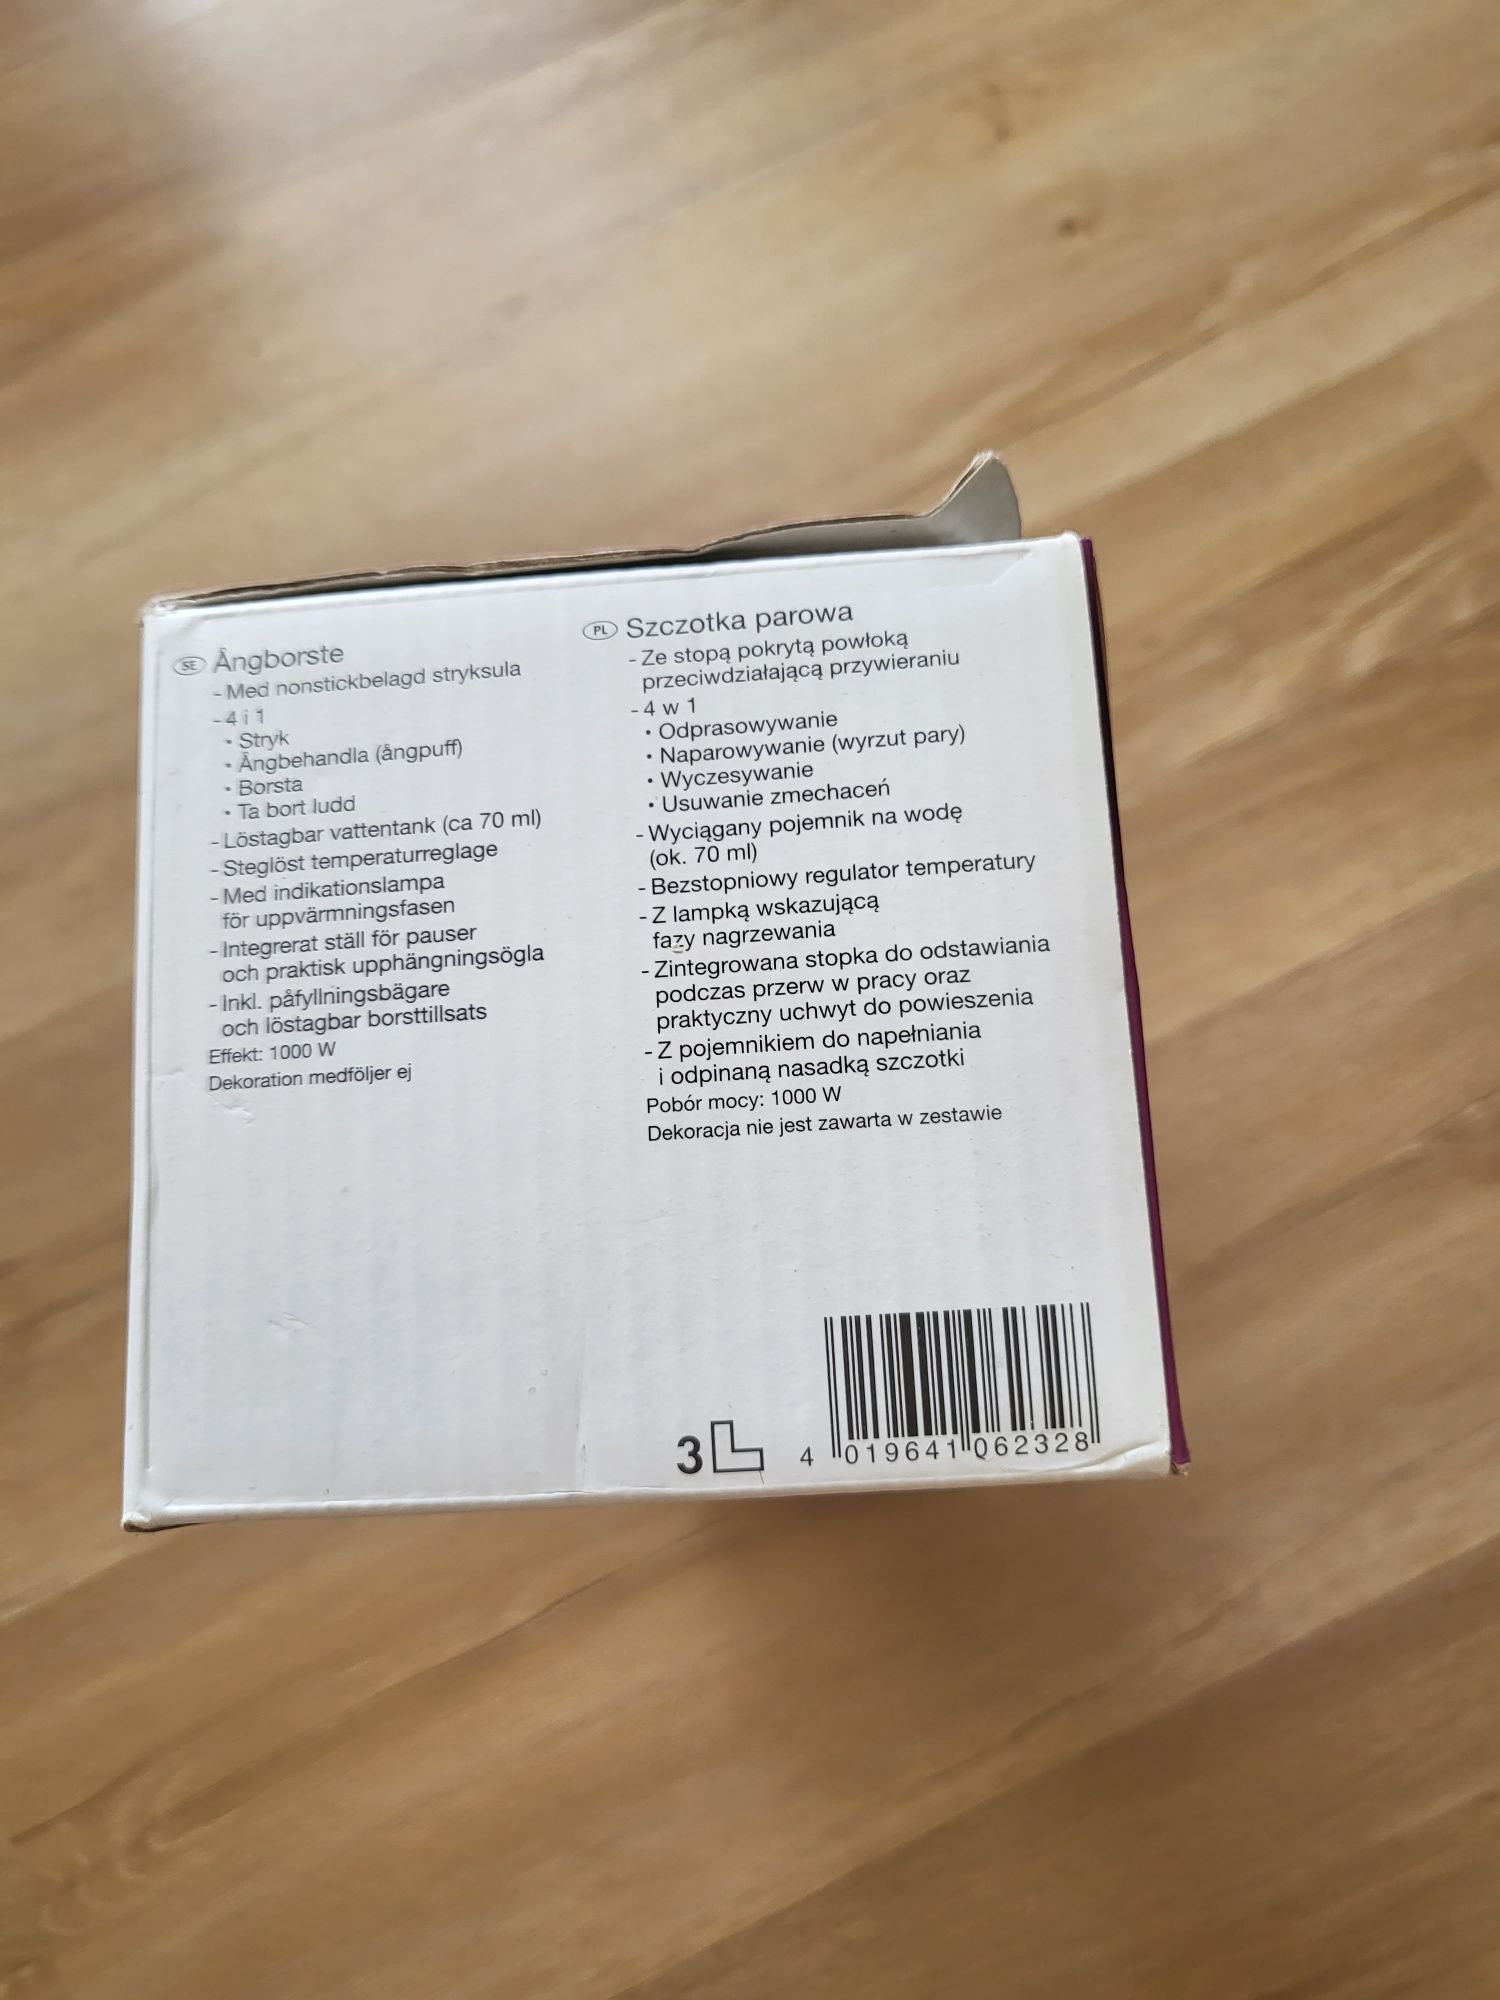 SE Ångborste
- Med nonstickbelagd stryksula
- 4 i 1
• Stryk
• Ångbehandla (ångpuff)
• Borsta
• Ta bort ludd
- Löstagbar vattentank (ca 70 ml)
- Steglöst temperaturreglage
- Med indikationslampa
för uppvärmningsfasen
- Integrerat ställ för pauser
och praktisk upphängningsögla
- Inkl. påfyllningsbägare
och löstagbar borsttillsats
Effekt: 1000 W
Dekoration medföljer ej
PL Szczotka parowa
- Ze stopą pokrytą powłoką
przeciwdziałającą przywieraniu
- 4 w 1
• Odprasowywanie
• Naparowywanie (wyrzut pary)
• Wyczesywanie
• Usuwanie zmechaceń
- Wyciągany pojemnik na wodę
(ok. 70 ml)
- Bezstopniowy regulator temperatury
- Z lampką wskazującą
fazy nagrzewania
- Zintegrowana stopka do odstawiania
podczas przerw w pracy oraz
praktyczny uchwyt do powieszenia
- Z pojemnikiem do napełniania
i odpinaną nasadką szczotki
Pobór mocy: 1000 W
Dekoracja nie jest zawarta w zestawie
3L
4 019641 062328